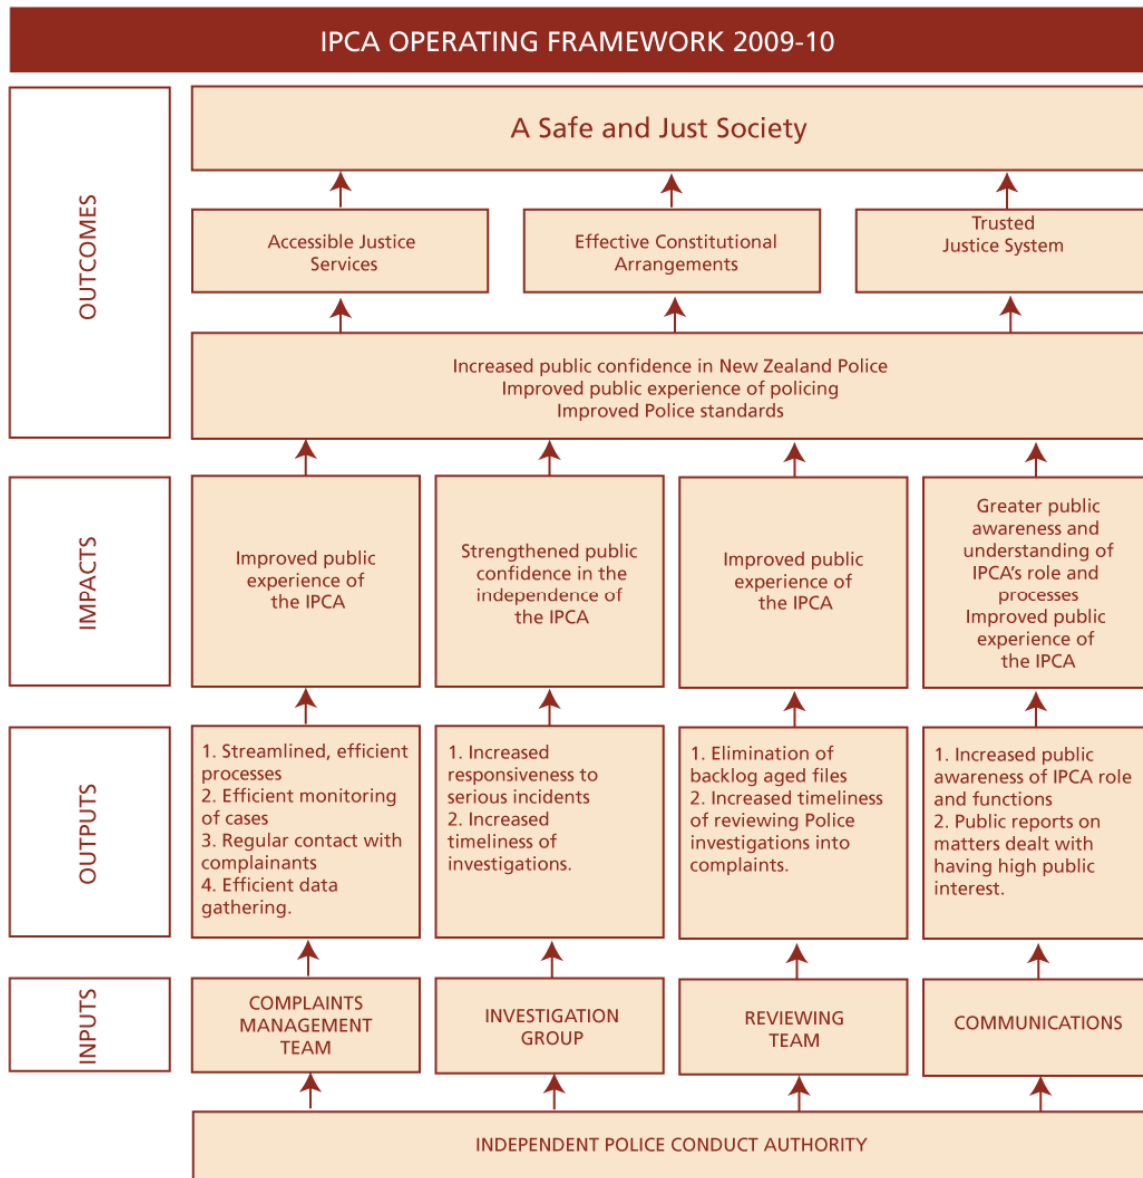 IPCA OPERATING FRAMEWORK 2009-10
OUTCOMES
A Safe and Just Society
Accessible Justice
Services
Effective Constitutional
Arrangements
Trusted
Justice System
Increased public confidence in New Zealand Police
Improved public experience of policing
Improved Police standards
IMPACTS
Improved public
experience of
the IPCA
Strengthened public
confidence in the
independence of
the IPCA
Improved public
experience of
the IPCA
Greater public
awareness and
understanding of
IPCA's role and
processes
Improved public
experience of
the IPCA
OUTPUTS
1. Streamlined, efficient
processes
2. Efficient monitoring
of cases
3. Regular contact with
complainants
4. Efficient data
gathering.
1. Increased
responsiveness to
serious incidents
2. Increased
timeliness of
investigations.
1. Elimination of
backlog aged files
2. Increased timeliness
of reviewing Police
investigations into
complaints.
1. Increased public
awareness of IPCA role
and functions
2. Public reports on
matters dealt with
having high public
interest.
INPUTS
COMPLAINTS
MANAGEMENT
TEAM
INVESTIGATION
GROUP
REVIEWING
TEAM
COMMUNICATIONS
INDEPENDENT POLICE CONDUCT AUTHORITY